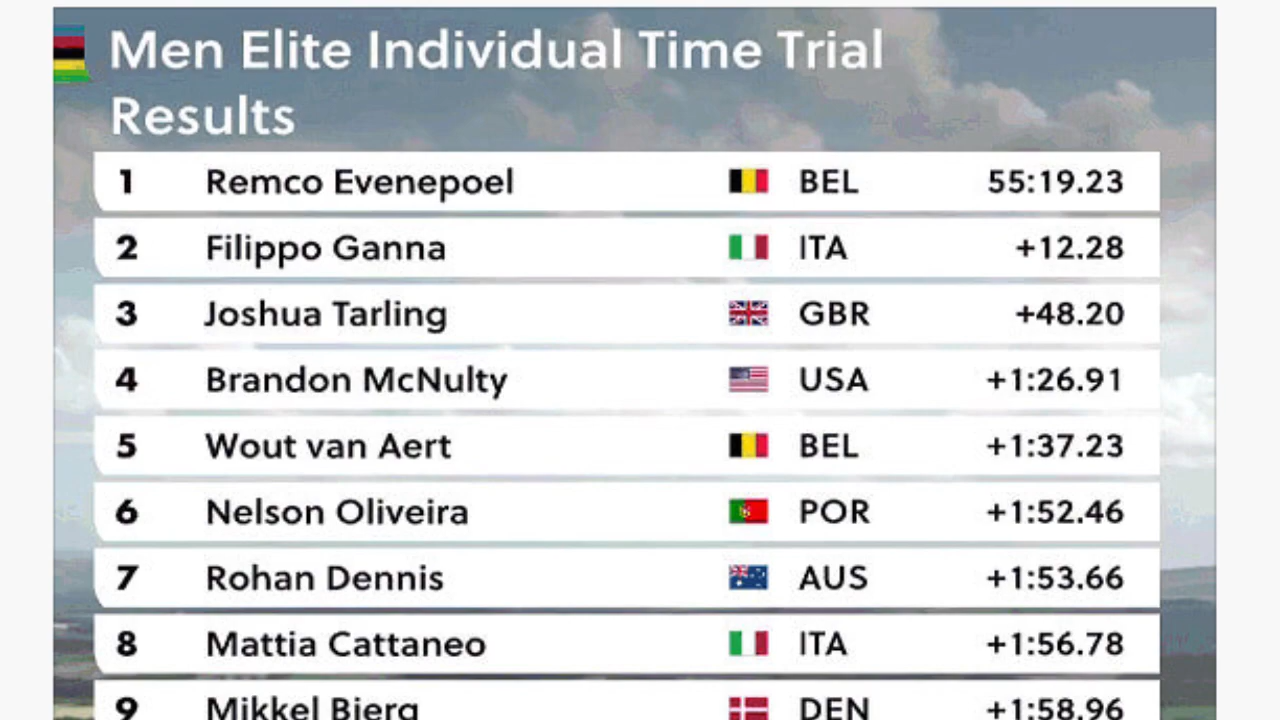 Men Elite Individual Time Trial
Results
1 Remco Evenepoel BEL 55:19.23
2 Filippo Ganna ITA +12.28
3 Joshua Tarling GBR +48.20
4 Brandon McNulty USA +1:26.91
5 Wout van Aert BEL +1:37.23
6 Nelson Oliveira POR +1:52.46
7 Rohan Dennis AUS +1:53.66
8 Mattia Cattaneo ITA +1:56.78
9 Mikkel Bjerg DEN +1:58.96